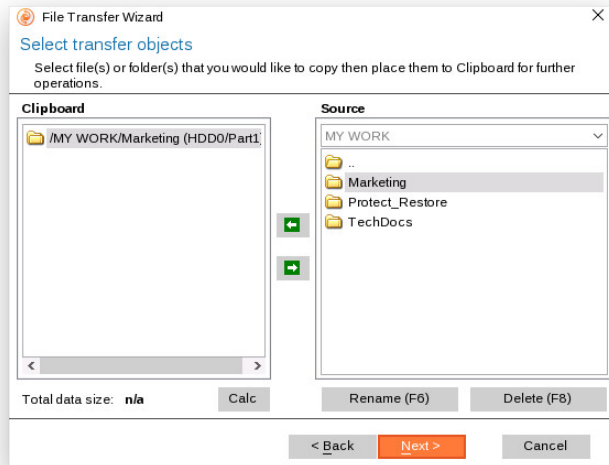 File Transfer Wizard
Select transfer objects
Select file(s) or folder(s) that you would like to copy then place them to Clipboard for further
operations.
Clipboard
/MY WORK/Marketing (HDD0/Part1)
Total data size: n/a
Calc
Source
MY WORK
..
Marketing
Protect_Restore
TechDocs
Rename (F6)
Delete (F8)
< Back
Next >
Cancel